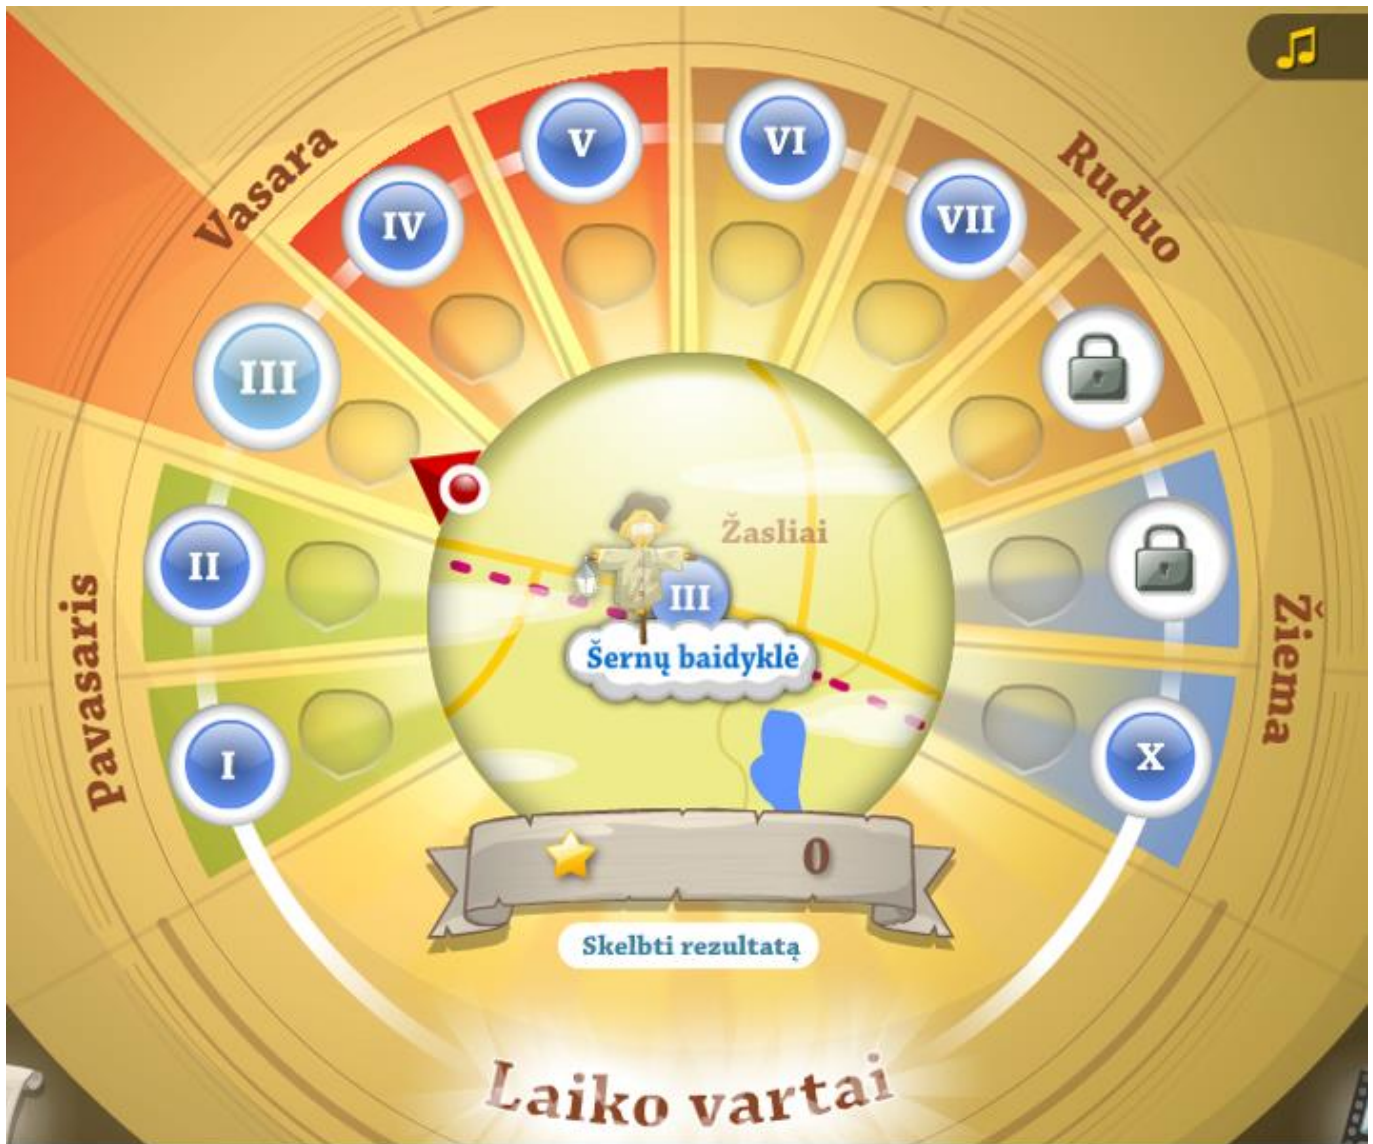 Vasara
Ruduo
Pavasaris
Žiema
I
II
III
IV
V
VI
VII
X
Žasliai
III
Šernų baidyklė
0
Skelbti rezultatą
Laiko vartai